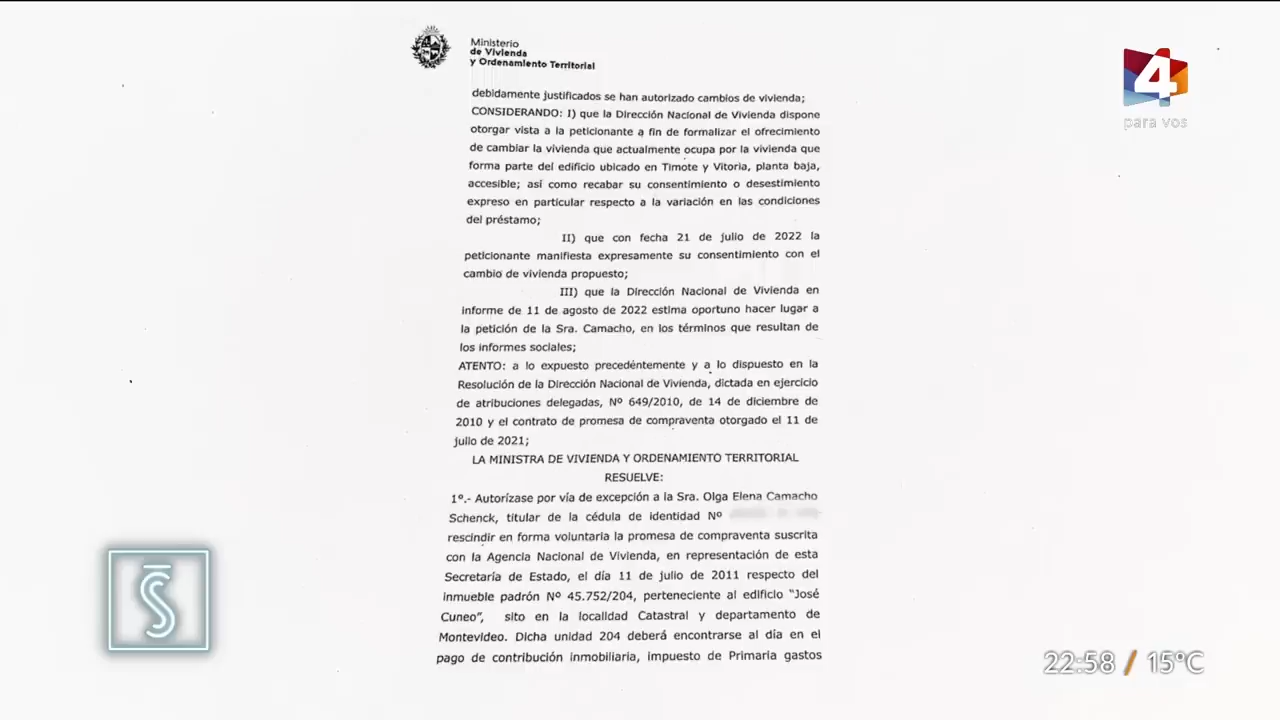 Ministerio
de Vivienda
y Ordenamiento Territorial
4
para vos
debidamente justificados se han autorizado cambios de vivienda;
CONSIDERANDO: I) que la Dirección Nacional de Vivienda dispone
otorgar vista a la peticionante a fin de formalizar el ofrecimiento
de cambiar la vivienda que actualmente ocupa por la vivienda que
forma parte del edificio ubicado en Timote y Vitoria, planta baja,
accesible; así como recabar su consentimiento o desestimiento
expreso en particular respecto a la variación en las condiciones
del préstamo;
II) que con fecha 21 de julio de 2022 la
peticionante manifiesta expresamente su consentimiento con el
cambio de vivienda propuesto;
III) que la Dirección Nacional de Vivienda en
informe de 11 de agosto de 2022 estima oportuno hacer lugar a
la petición de la Sra. Camacho, en los términos que resultan de
los informes sociales;
ATENTO: a lo expuesto precedéntemente y a lo dispuesto en la
Resolución de la Dirección Nacional de Vivienda, dictada en ejercicio
de atribuciones delegadas, Nº 649/2010, de 14 de diciembre de
2010 y el contrato de promesa de compraventa otorgado el 11 de
julio de 2021;
LA MINISTRA DE VIVIENDA Y ORDENAMIENTO TERRITORIAL
RESUELVE:
1º.- Autorízase por vía de excepción a la Sra. Olga Elena Camacho
Schenck, titular de la cédula de identidad Nº
rescindir en forma voluntaria la promesa de compraventa suscrita
con la Agencia Nacional de Vivienda, en representación de esta
Secretaría de Estado, el día 11 de julio de 2011 respecto del
inmueble padrón Nº 45.752/204, perteneciente al edificio "José
Cuneo", sito en la localidad Catastral y departamento de
Montevideo. Dicha unidad 204 deberá encontrarse al día en el
pago de contribución inmobiliaria, impuesto de Primaria gastos
S
22:58 / 15ºC